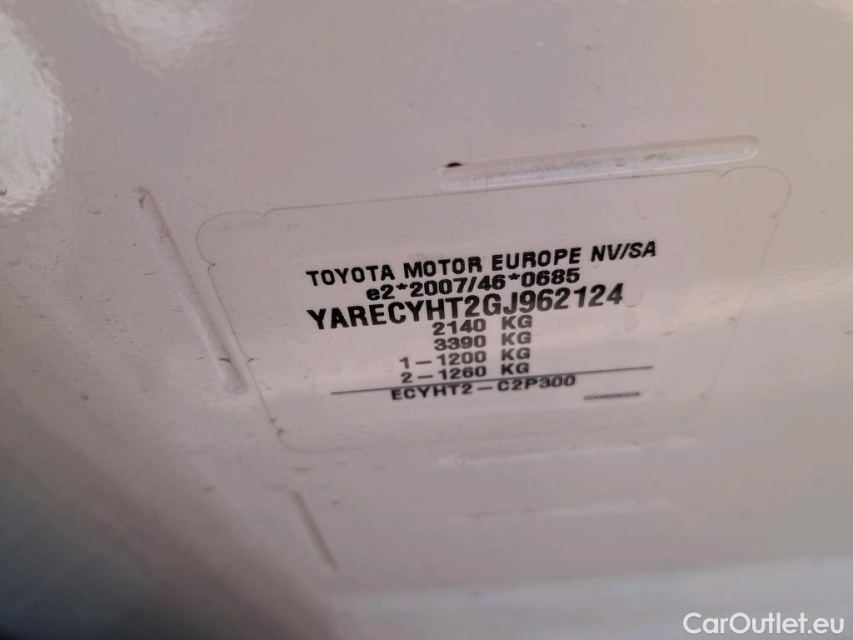 TOYOTA MOTOR EUROPE NV/SA
e2*2007/46*0685
YARECYHT2GJ962124
2140 KG
3390 KG
1-1200 KG
2-1260 KG
ECYHT2-C2P300
CarOutlet.eu